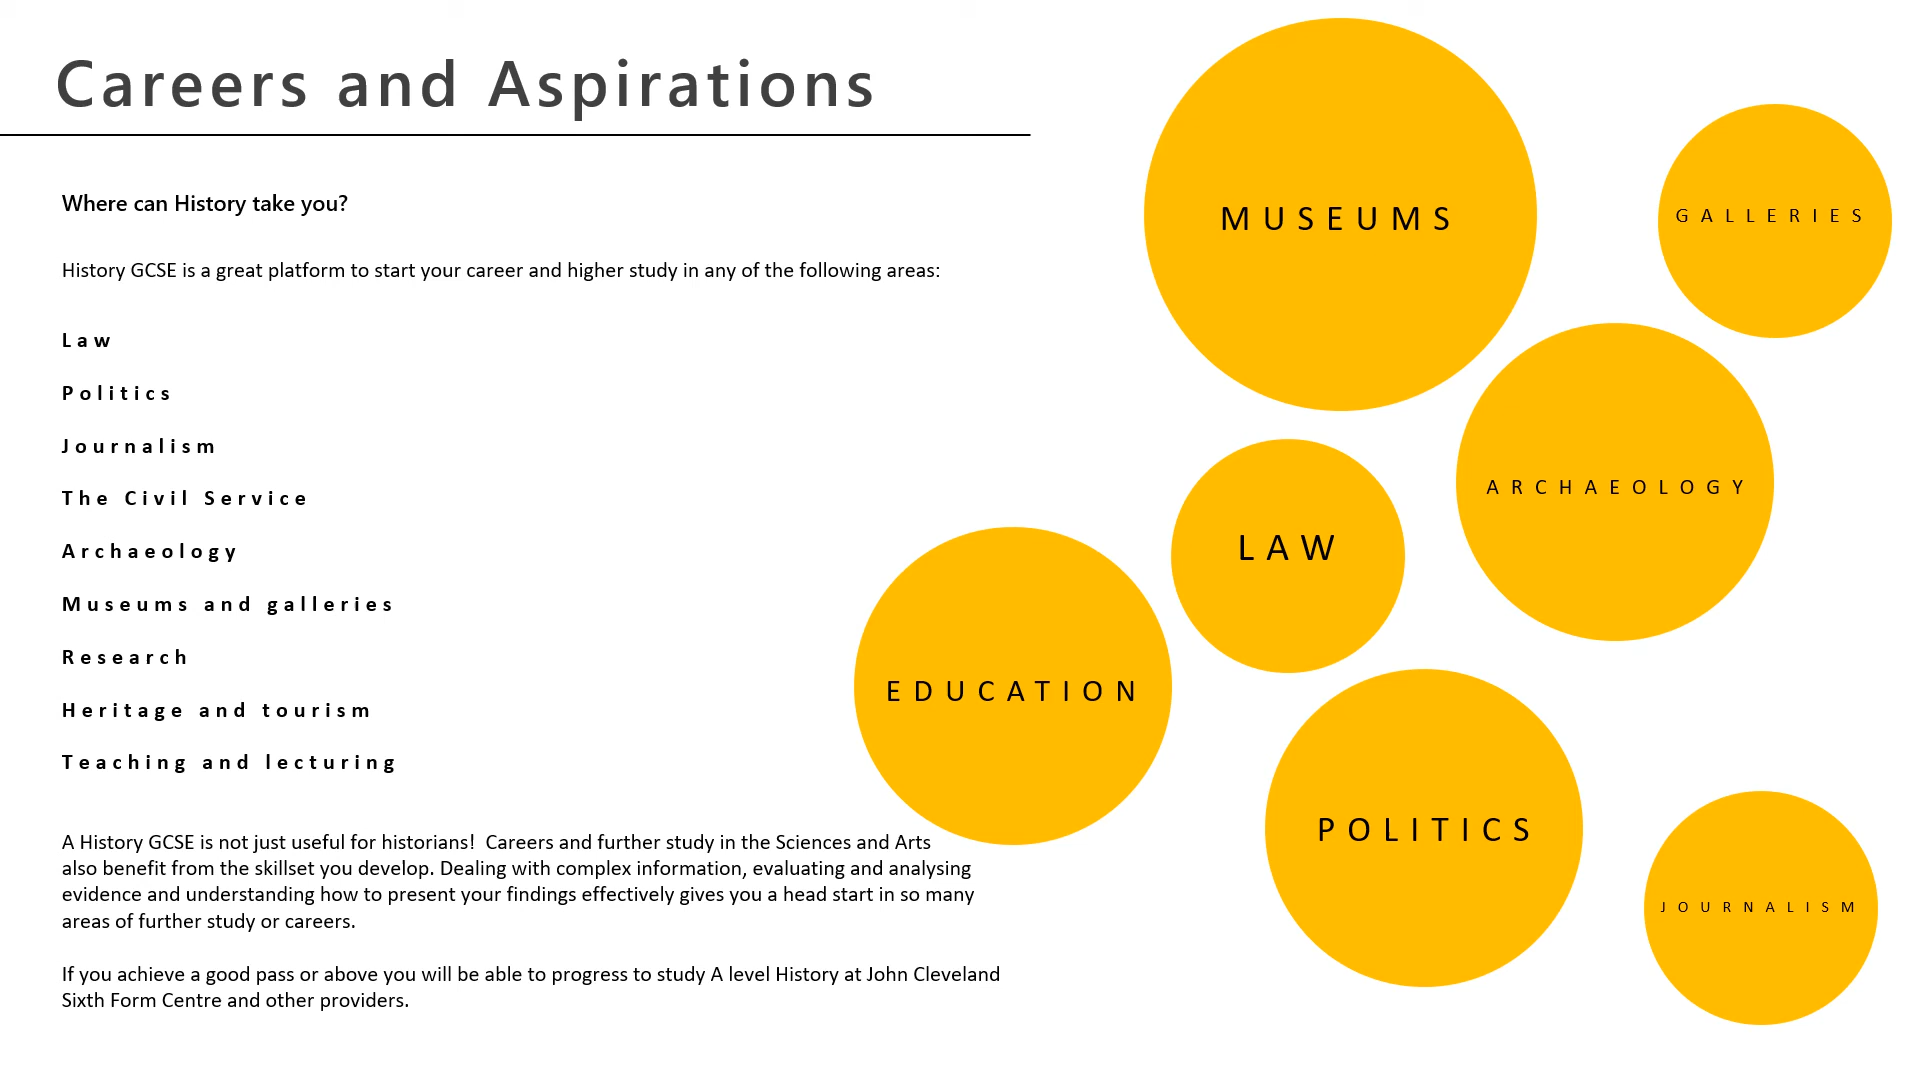 Careers and Aspirations
Where can History take you?
History GCSE is a great platform to start your career and higher study in any of the following areas:
Law
Politics
Journalism
The Civil Service
Archaeology
Museums and galleries
Research
Heritage and tourism
Teaching and lecturing
A History GCSE is not just useful for historians!  Careers and further study in the Sciences and Arts
also benefit from the skillset you develop. Dealing with complex information, evaluating and analysing
evidence and understanding how to present your findings effectively gives you a head start in so many
areas of further study or careers.
If you achieve a good pass or above you will be able to progress to study A level History at John Cleveland
Sixth Form Centre and other providers.
MUSEUMS
GALLERIES
ARCHAEOLOGY
LAW
EDUCATION
POLITICS
JOURNALISM